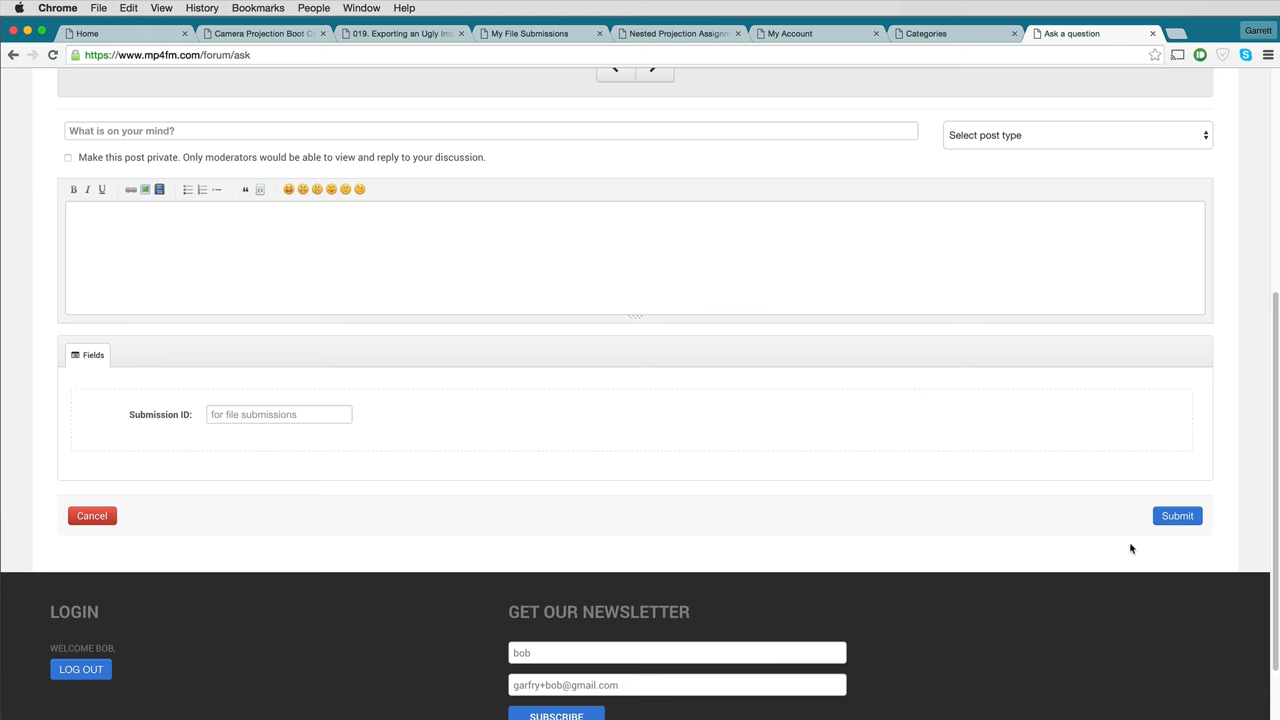 Chrome File Edit View History Bookmarks People Window Help
Home
Camera Projection Boot C
019. Exporting an Ugly Im
My File Submissions
Nested Projection Assignm
My Account
Categories
Ask a question
Garrett
https://www.mp4fm.com/forum/ask
What is on your mind?
Select post type
Make this post private. Only moderators would be able to view and reply to your discussion.
B I U
Fields
Submission ID: for file submissions
Cancel
Submit
LOGIN
GET OUR NEWSLETTER
WELCOME BOB,
bob
LOG OUT
garfry+bob@gmail.com
SUBSCRIBE